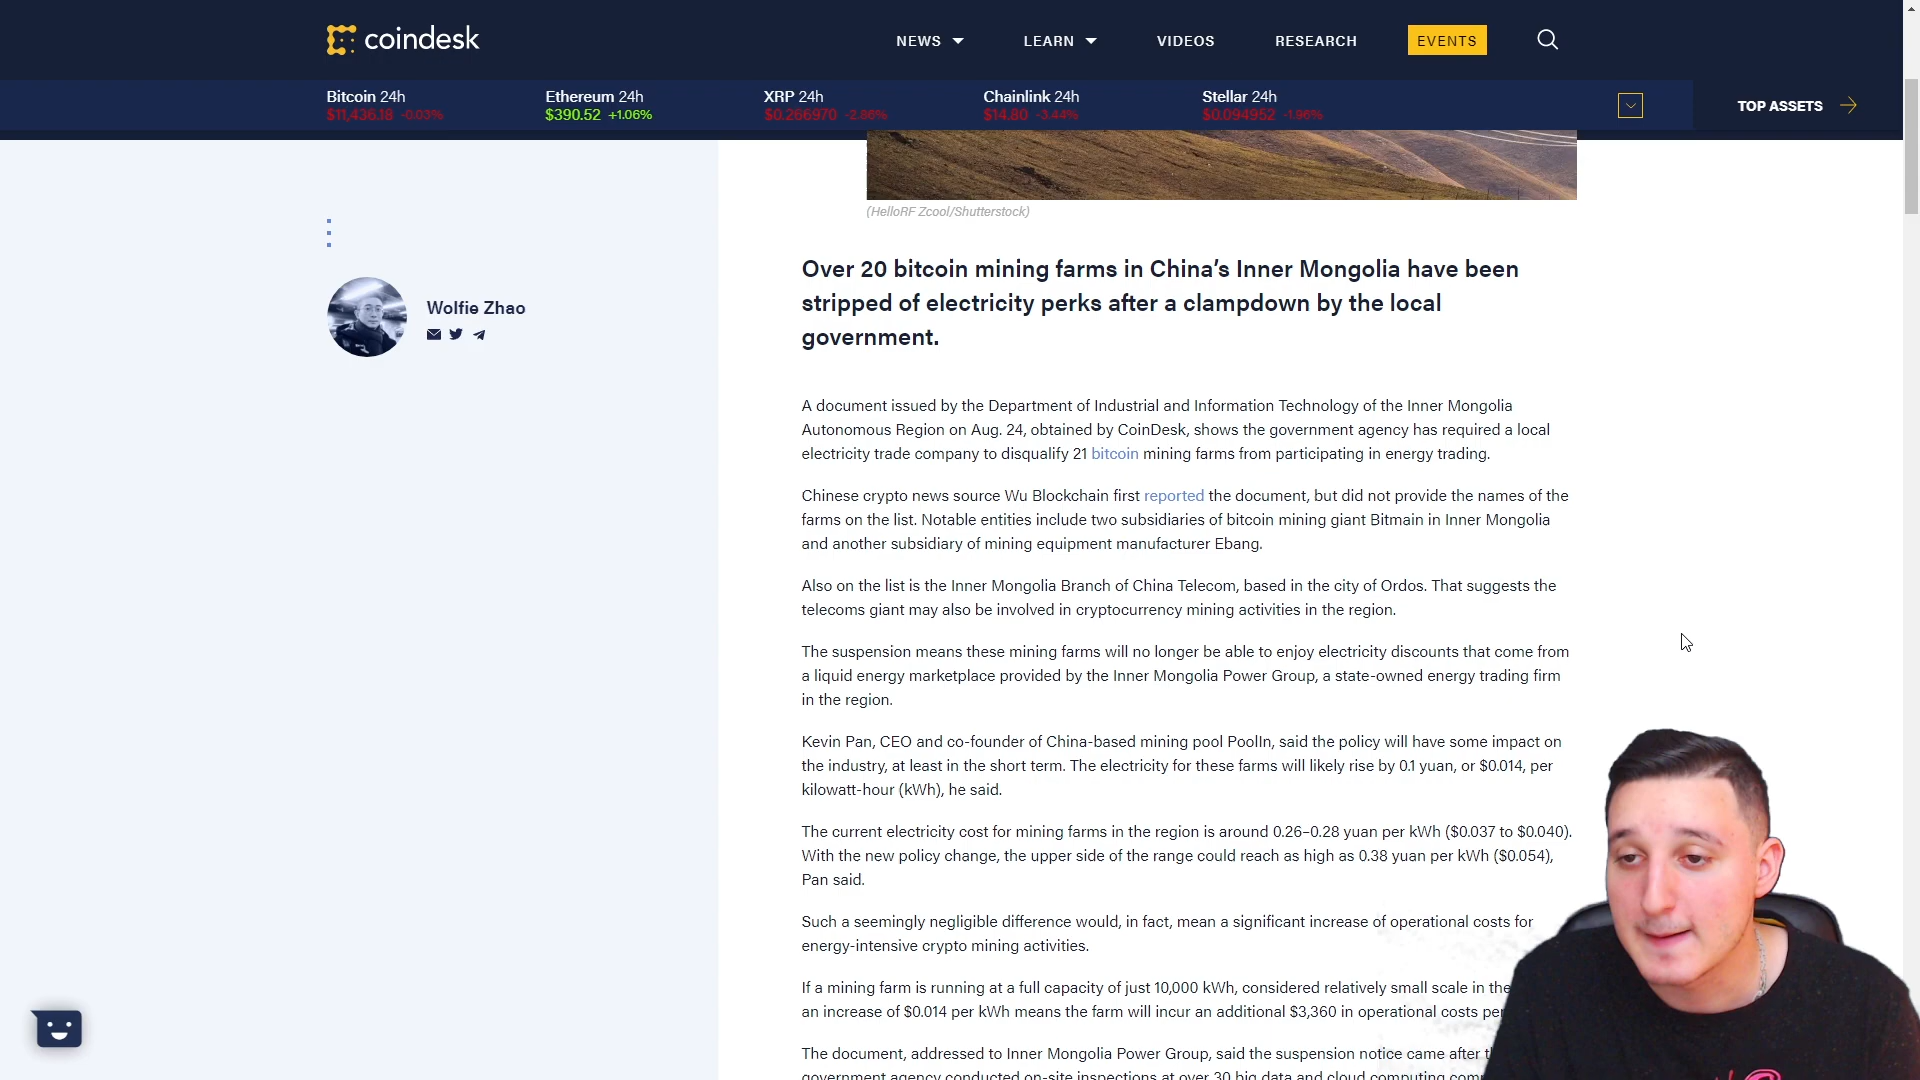 coindesk
NEWS
LEARN
VIDEOS
RESEARCH
EVENTS
Bitcoin 24h
$11,436.18 -0.03%
Ethereum 24h
$390.52 +1.06%
XRP 24h
$0.266970 -2.86%
Chainlink 24h
$14.80 -3.44%
Stellar 24h
$0.094952 -1.96%
TOP ASSETS
(HelloRF Zcool/Shutterstock)
Wolfie Zhao
Over 20 bitcoin mining farms in China’s Inner Mongolia have been
stripped of electricity perks after a clampdown by the local
government.
A document issued by the Department of Industrial and Information Technology of the Inner Mongolia
Autonomous Region on Aug. 24, obtained by CoinDesk, shows the government agency has required a local
electricity trade company to disqualify 21 bitcoin mining farms from participating in energy trading.
Chinese crypto news source Wu Blockchain first reported the document, but did not provide the names of the
farms on the list. Notable entities include two subsidiaries of bitcoin mining giant Bitmain in Inner Mongolia
and another subsidiary of mining equipment manufacturer Ebang.
Also on the list is the Inner Mongolia Branch of China Telecom, based in the city of Ordos. That suggests the
telecoms giant may also be involved in cryptocurrency mining activities in the region.
The suspension means these mining farms will no longer be able to enjoy electricity discounts that come from
a liquid energy marketplace provided by the Inner Mongolia Power Group, a state-owned energy trading firm
in the region.
Kevin Pan, CEO and co-founder of China-based mining pool PoolIn, said the policy will have some impact on
the industry, at least in the short term. The electricity for these farms will likely rise by 0.1 yuan, or $0.014, per
kilowatt-hour (kWh), he said.
The current electricity cost for mining farms in the region is around 0.26–0.28 yuan per kWh ($0.037 to $0.040).
With the new policy change, the upper side of the range could reach as high as 0.38 yuan per kWh ($0.054),
Pan said.
Such a seemingly negligible difference would, in fact, mean a significant increase of operational costs for
energy-intensive crypto mining activities.
If a mining farm is running at a full capacity of just 10,000 kWh, considered relatively small scale in the
an increase of $0.014 per kWh means the farm will incur an additional $3,360 in operational costs per
The document, addressed to Inner Mongolia Power Group, said the suspension notice came after
government agency conducted on-site inspections at over 30 big data and cloud computing